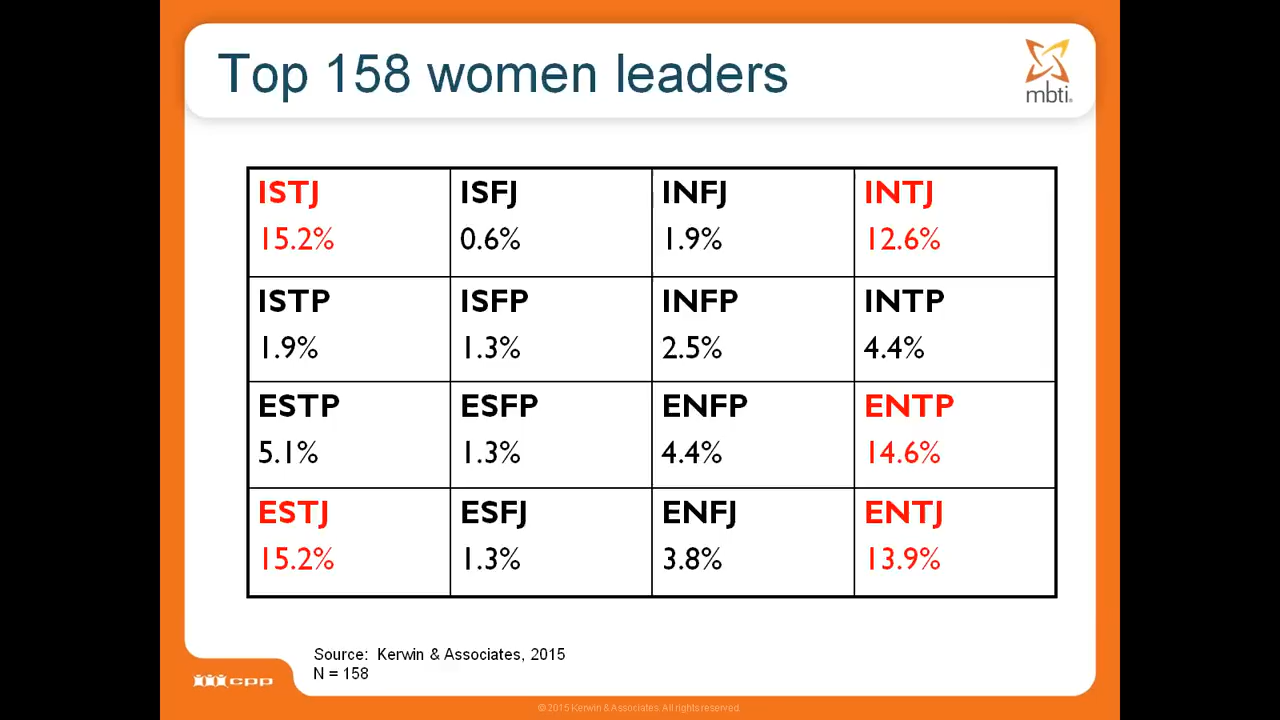 Top 158 women leaders
mbti®
ISTJ ISFJ INFJ INTJ
15.2% 0.6% 1.9% 12.6%
ISTP ISFP INFP INTP
1.9% 1.3% 2.5% 4.4%
ESTP ESFP ENFP ENTP
5.1% 1.3% 4.4% 14.6%
ESTJ ESFJ ENFJ ENTJ
15.2% 1.3% 3.8% 13.9%
Source: Kerwin & Associates, 2015
N = 158
cpp
© 2015 Kerwin & Associates. All rights reserved.